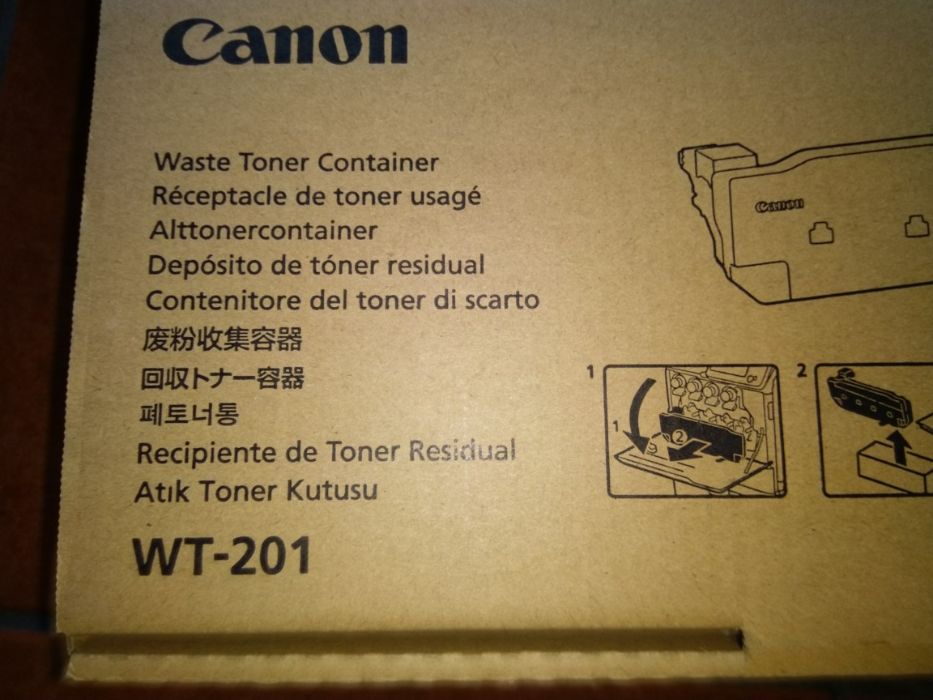 Canon
Waste Toner Container
Réceptacle de toner usagé
Alttonercontainer
Depósito de tóner residual
Contenitore del toner di scarto
废粉收集容器
回収トナー容器
폐토너통
Recipiente de Toner Residual
Atık Toner Kutusu
WT-201
Canon
1
1
2
2